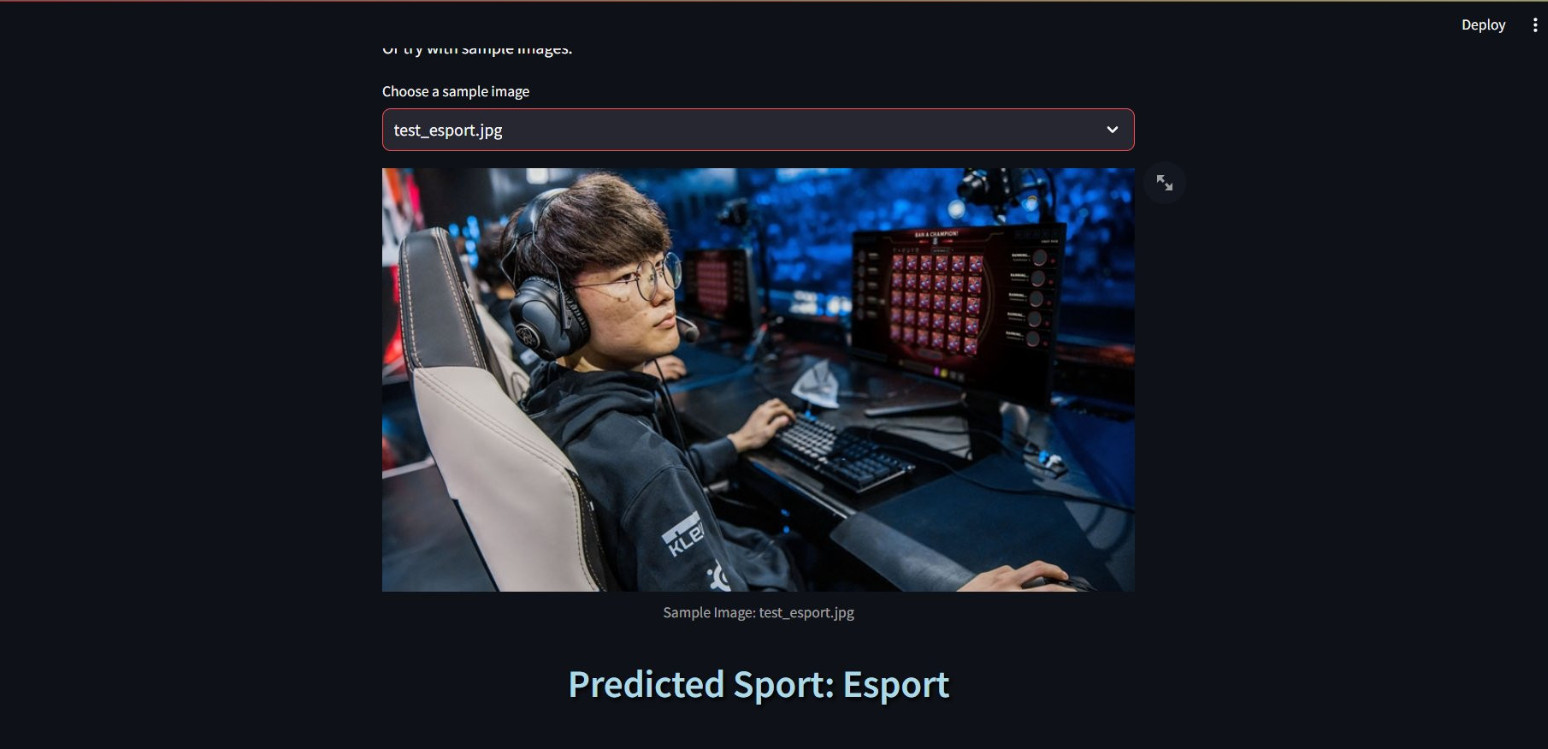 Deploy
Or try with sample images.
Choose a sample image
test_esport.jpg
BAN A CHAMPION!
KLE
Sample Image: test_esport.jpg
Predicted Sport: Esport